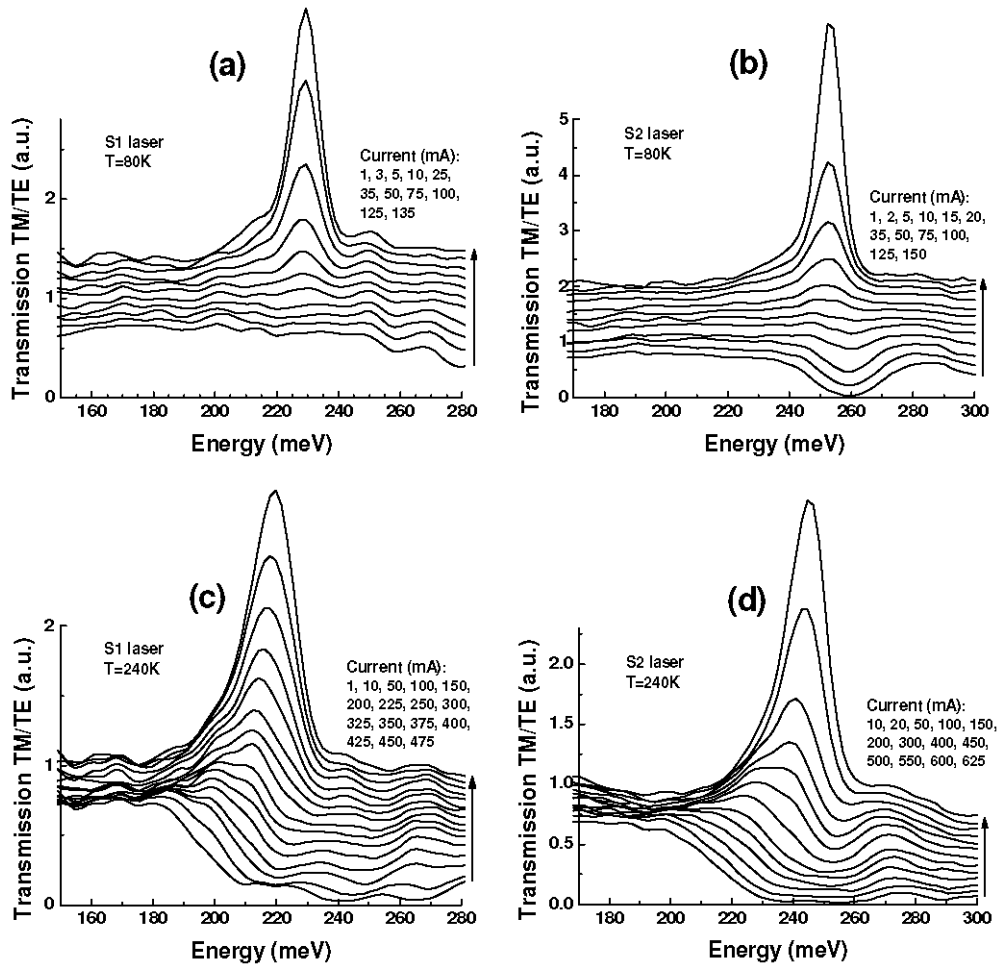 (a)
Transmission TM/TE (a.u.)
2
1
0
S1 laser
T=80K
Current (mA):
1, 3, 5, 10, 25,
35, 50, 75, 100,
125, 135
160 180 200 220 240 260 280
Energy (meV)
(b)
Transmission TM/TE (a.u.)
5
4
3
2
1
0
S2 laser
T=80K
Current (mA):
1, 2, 5, 10, 15, 20,
35, 50, 75, 100,
125, 150
180 200 220 240 260 280 300
Energy (meV)
(c)
Transmission TM/TE (a.u.)
2
1
0
S1 laser
T=240K
Current (mA):
1, 10, 50, 100, 150,
200, 225, 250, 300,
325, 350, 375, 400,
425, 450, 475
160 180 200 220 240 260 280
Energy (meV)
(d)
Transmission TM/TE (a.u.)
2.0
1.5
1.0
0.5
0.0
S2 laser
T=240K
Current (mA):
10, 20, 50, 100, 150,
200, 300, 400, 450,
500, 550, 600, 625
180 200 220 240 260 280 300
Energy (meV)